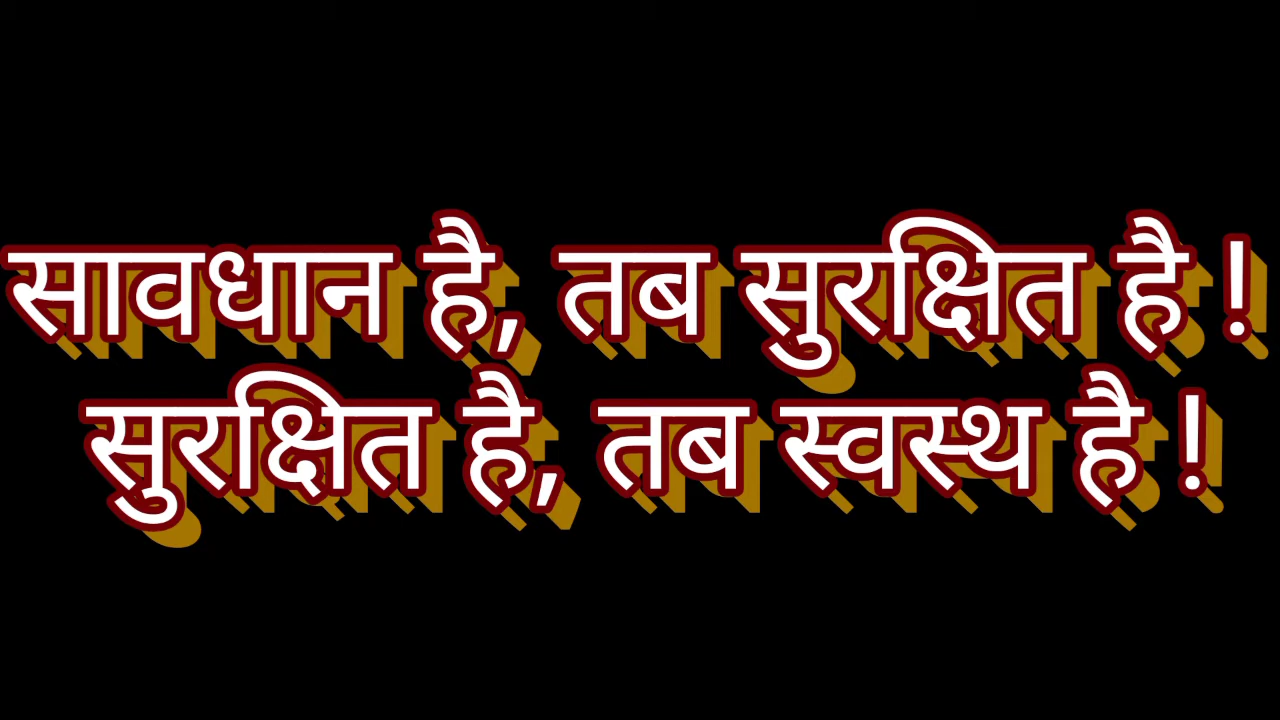 सावधान है, तब सुरक्षित है !
सुरक्षित है, तब स्वस्थ है !